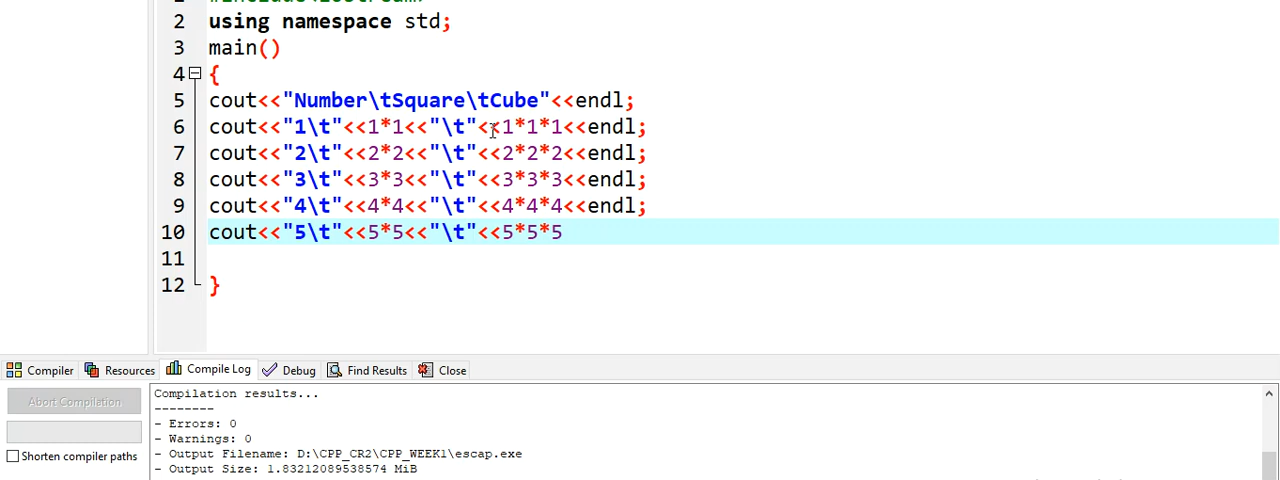 2 using namespace std;
3 main()
4 {
5 cout<<"Number\tSquare\tCube"<<endl;
6 cout<<"1\t"<<1*1<<"\t"<<1*1*1<<endl;
7 cout<<"2\t"<<2*2<<"\t"<<2*2*2<<endl;
8 cout<<"3\t"<<3*3<<"\t"<<3*3*3<<endl;
9 cout<<"4\t"<<4*4<<"\t"<<4*4*4<<endl;
10 cout<<"5\t"<<5*5<<"\t"<<5*5*5
11
12 }
Compiler Resources Compile Log Debug Find Results Close
Abort Compilation
Shorten compiler paths
Compilation results...
--------
- Errors: 0
- Warnings: 0
- Output Filename: D:\CPP_CR2\CPP_WEEK1\escap.exe
- Output Size: 1.83212089538574 MiB